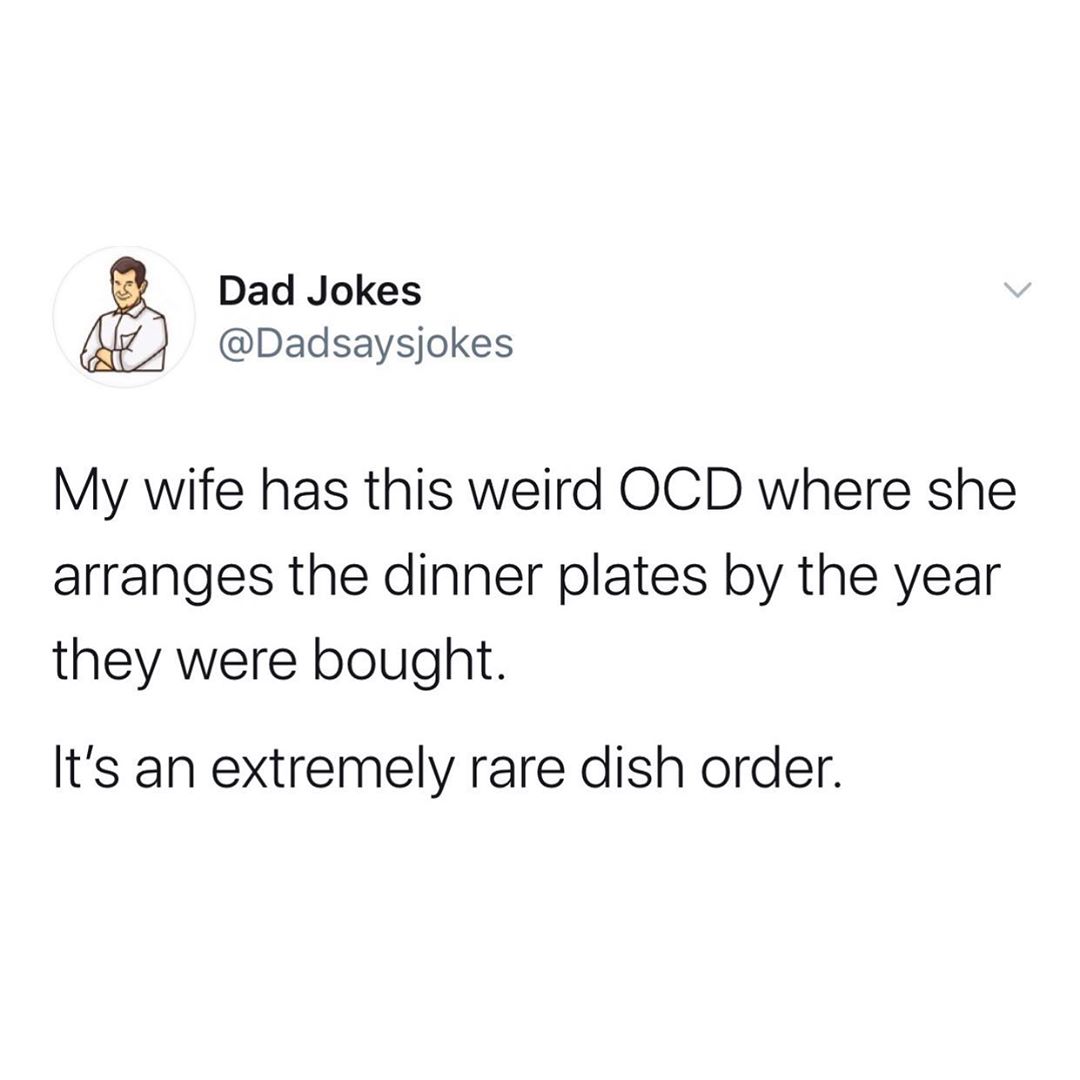 Dad Jokes
@Dadsaysjokes
My wife has this weird OCD where she
arranges the dinner plates by the year
they were bought.
It’s an extremely rare dish order.